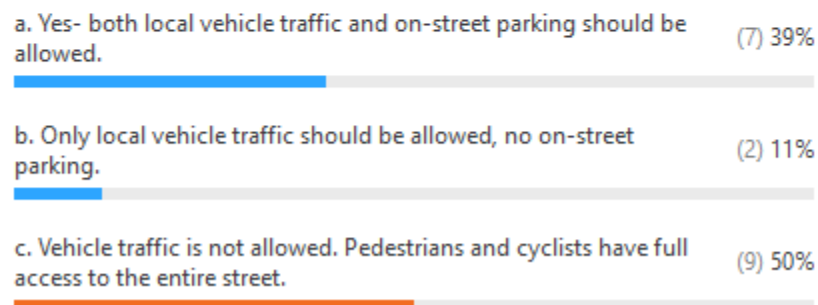 a. Yes- both local vehicle traffic and on-street parking should be
allowed.
(7) 39%
b. Only local vehicle traffic should be allowed, no on-street
parking.
(2) 11%
c. Vehicle traffic is not allowed. Pedestrians and cyclists have full
access to the entire street.
(9) 50%